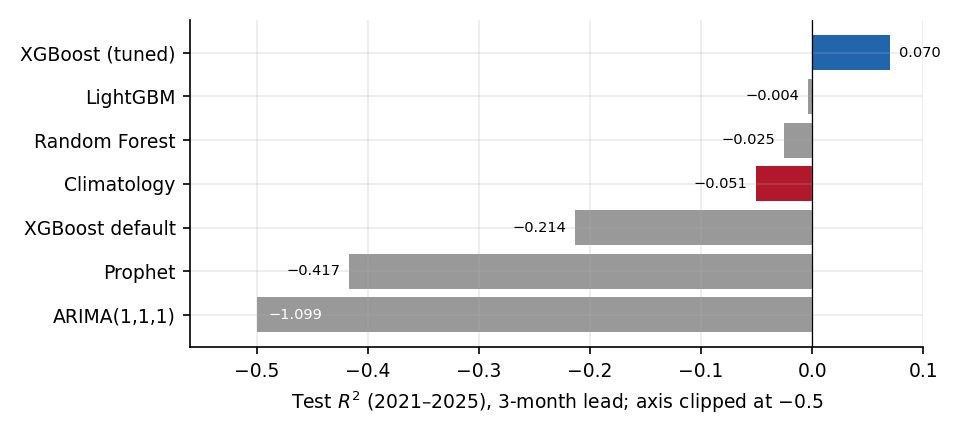 XGBoost (tuned)
0.070
LightGBM
−0.004
Random Forest
−0.025
Climatology
−0.051
XGBoost default
−0.214
Prophet
−0.417
ARIMA(1,1,1)
−1.099
−0.5 −0.4 −0.3 −0.2 −0.1 0.0 0.1
Test R² (2021–2025), 3-month lead; axis clipped at −0.5